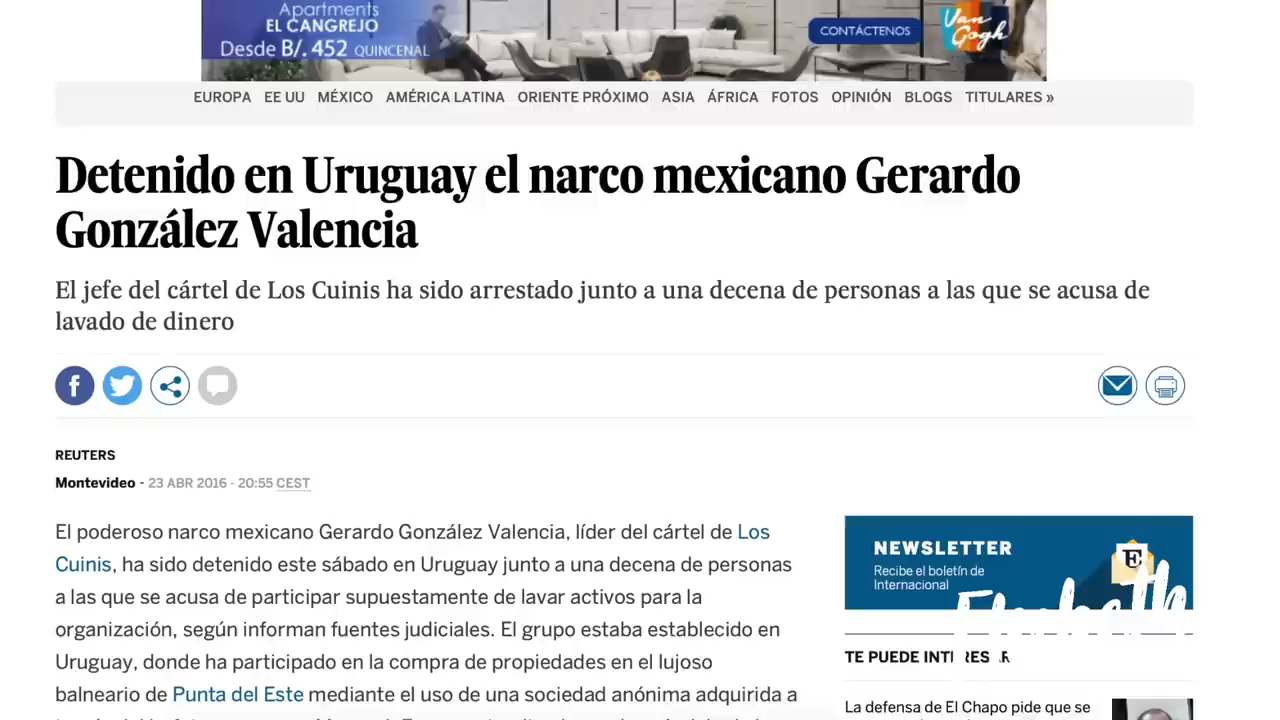 Apartments
EL CANGREJO
Desde B/. 452 QUINCENAL
CONTÁCTENOS
Van
Gogh
EUROPA EE UU MÉXICO AMÉRICA LATINA ORIENTE PRÓXIMO ASIA ÁFRICA FOTOS OPINIÓN BLOGS TITULARES »
Detenido en Uruguay el narco mexicano Gerardo
González Valencia
El jefe del cártel de Los Cuinis ha sido arrestado junto a una decena de personas a las que se acusa de
lavado de dinero
REUTERS
Montevideo - 23 ABR 2016 - 20:55 CEST
El poderoso narco mexicano Gerardo González Valencia, líder del cártel de Los
Cuinis, ha sido detenido este sábado en Uruguay junto a una decena de personas
a las que se acusa de participar supuestamente de lavar activos para la
organización, según informan fuentes judiciales. El grupo estaba establecido en
Uruguay, donde ha participado en la compra de propiedades en el lujoso
balneario de Punta del Este mediante el uso de una sociedad anónima adquirida a
NEWSLETTER
Recibe el boletín de
Internacional
E
TE PUEDE INTERESAR
La defensa de El Chapo pide que se